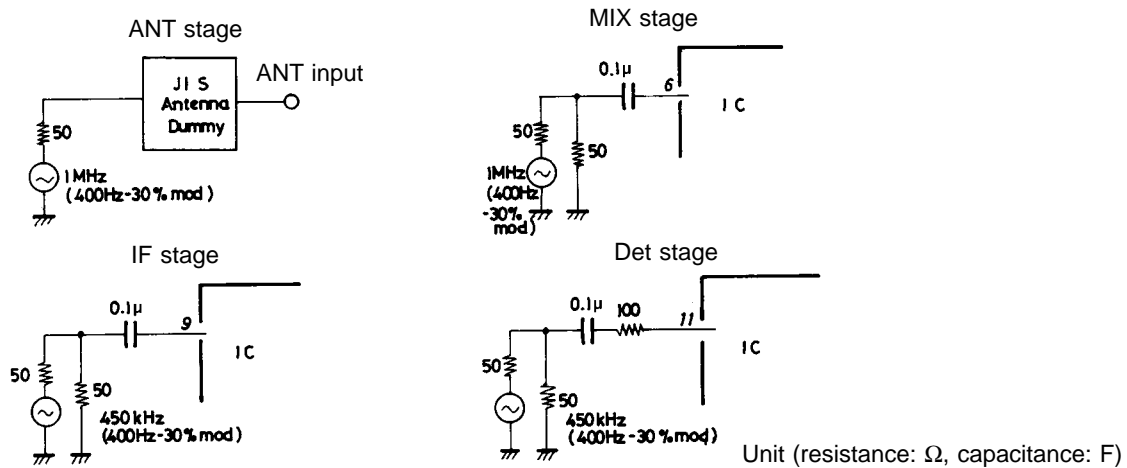 ANT stage
JIS
Antenna
Dummy
ANT input
50
1MHz
(400Hz-30% mod)
MIX stage
0.1μ
6
IC
50
50
1MHz
(400Hz
-30%
mod)
IF stage
0.1μ
9
IC
50
50
450kHz
(400Hz-30% mod)
Det stage
0.1μ
100
11
IC
50
50
450kHz
(400Hz-30% mod)
Unit (resistance: Ω, capacitance: F)